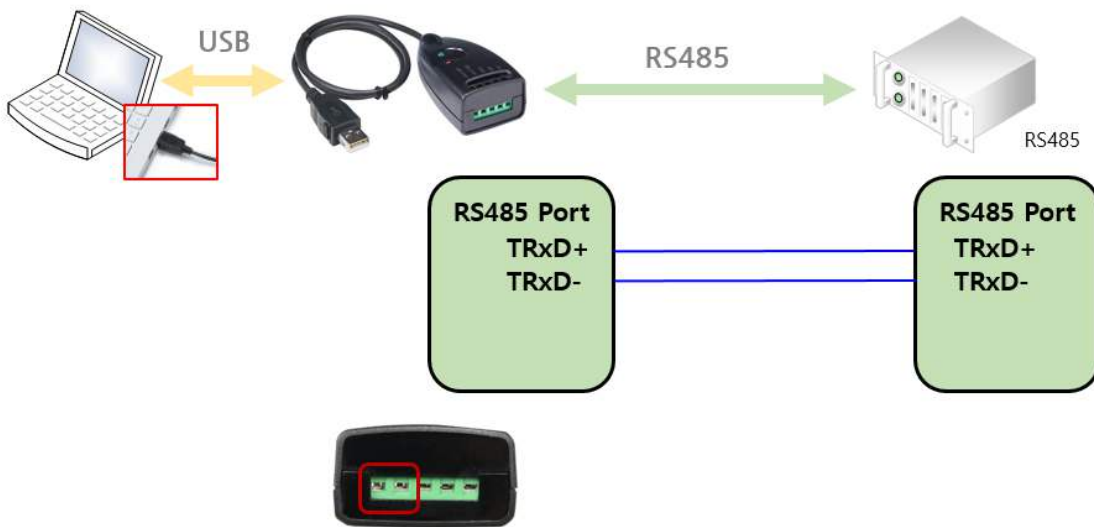 USB
RS485
RS485
RS485 Port
TRxD+
TRxD-
RS485 Port
TRxD+
TRxD-